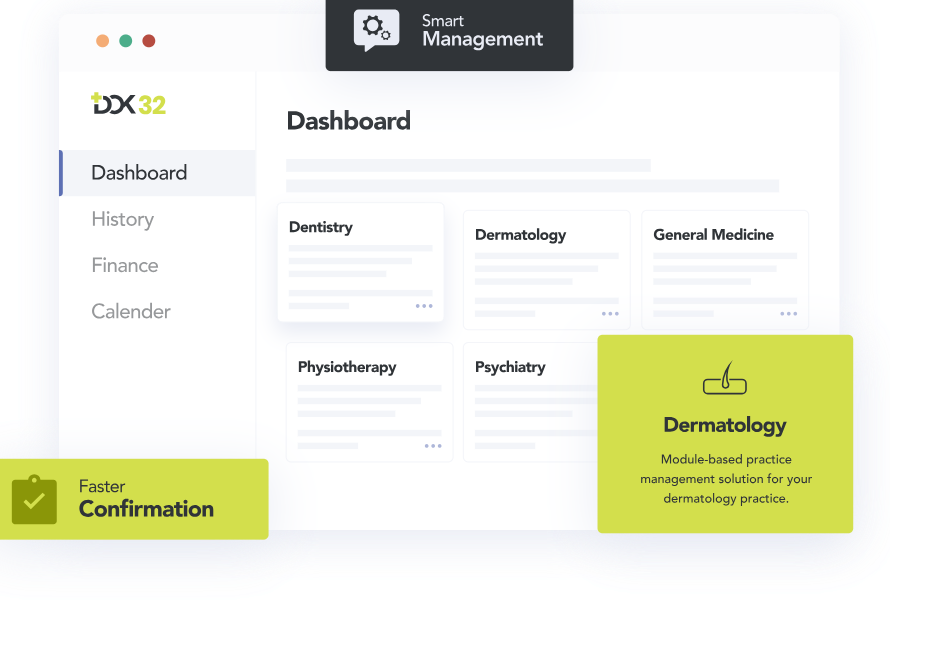 Smart
Management
DX 32
Dashboard
Dashboard
History
Finance
Calender
Dentistry
Dermatology
General Medicine
Physiotherapy
Psychiatry
Dermatology
Module-based practice
management solution for your
dermatology practice.
Faster
Confirmation